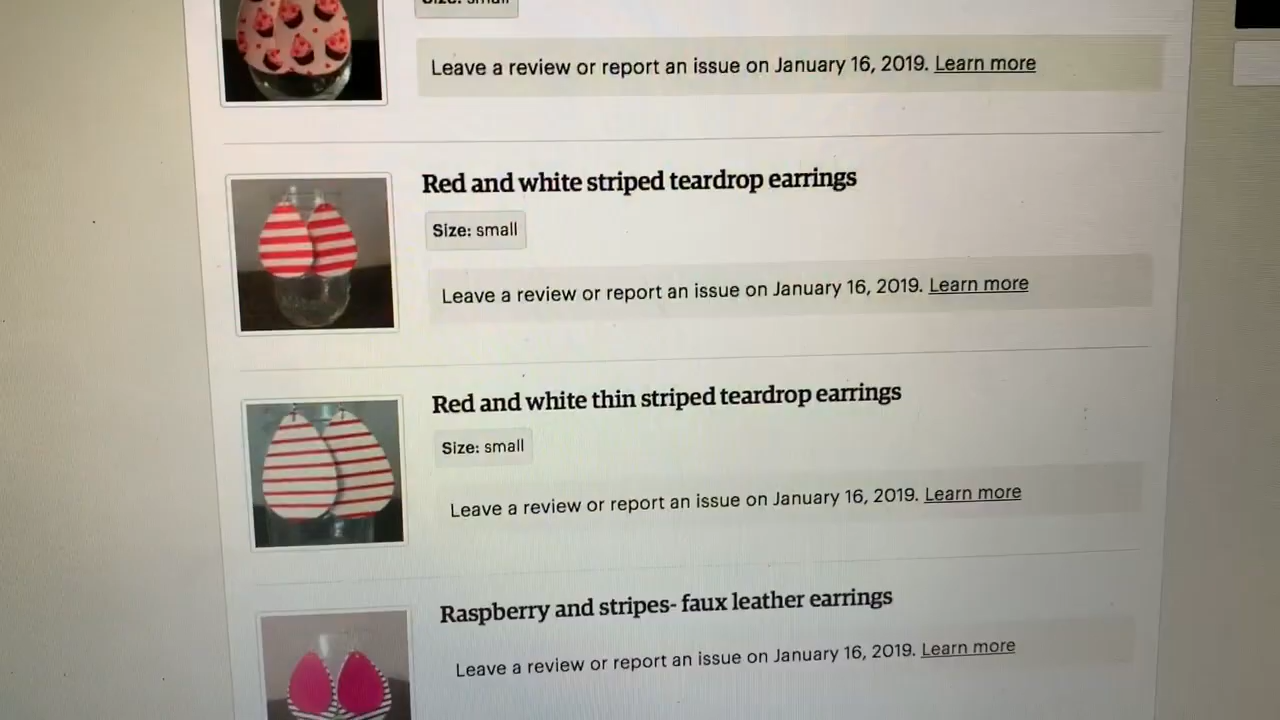 Size: small
Leave a review or report an issue on January 16, 2019. Learn more
Red and white striped teardrop earrings
Size: small
Leave a review or report an issue on January 16, 2019. Learn more
Red and white thin striped teardrop earrings
Size: small
Leave a review or report an issue on January 16, 2019. Learn more
Raspberry and stripes- faux leather earrings
Leave a review or report an issue on January 16, 2019. Learn more